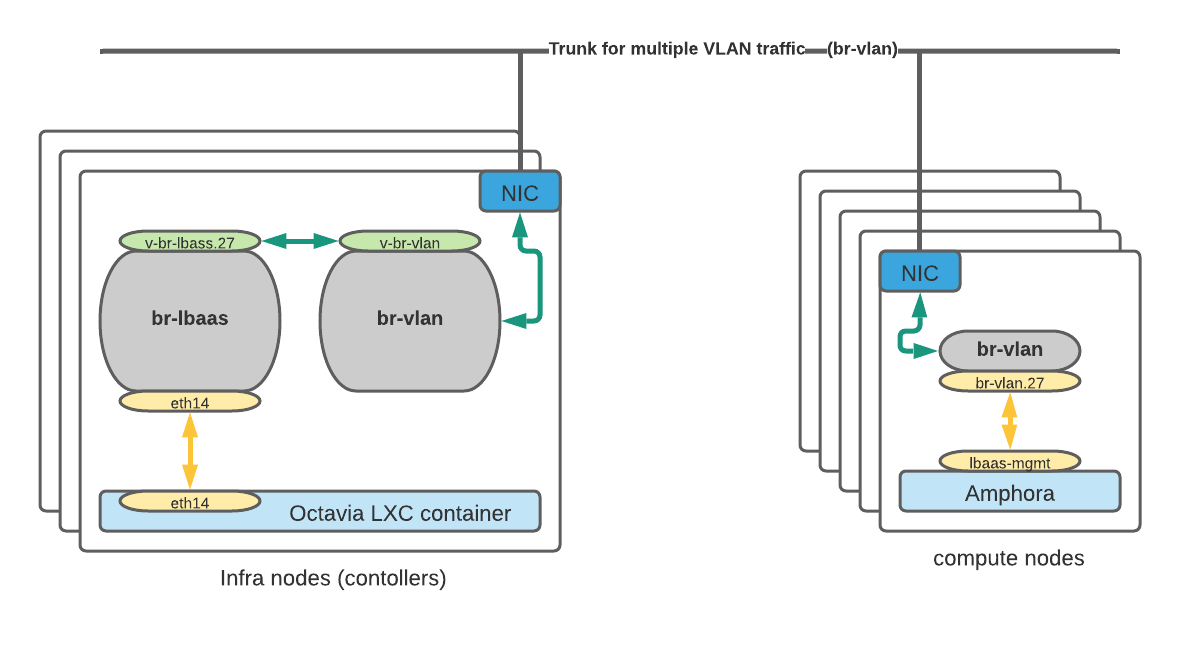 Trunk for multiple VLAN traffic (br-vlan)
NIC
v-br-lbass.27
v-br-vlan
br-lbaas
br-vlan
eth14
eth14
Octavia LXC container
Infra nodes (contollers)
NIC
br-vlan
br-vlan.27
lbaas-mgmt
Amphora
compute nodes